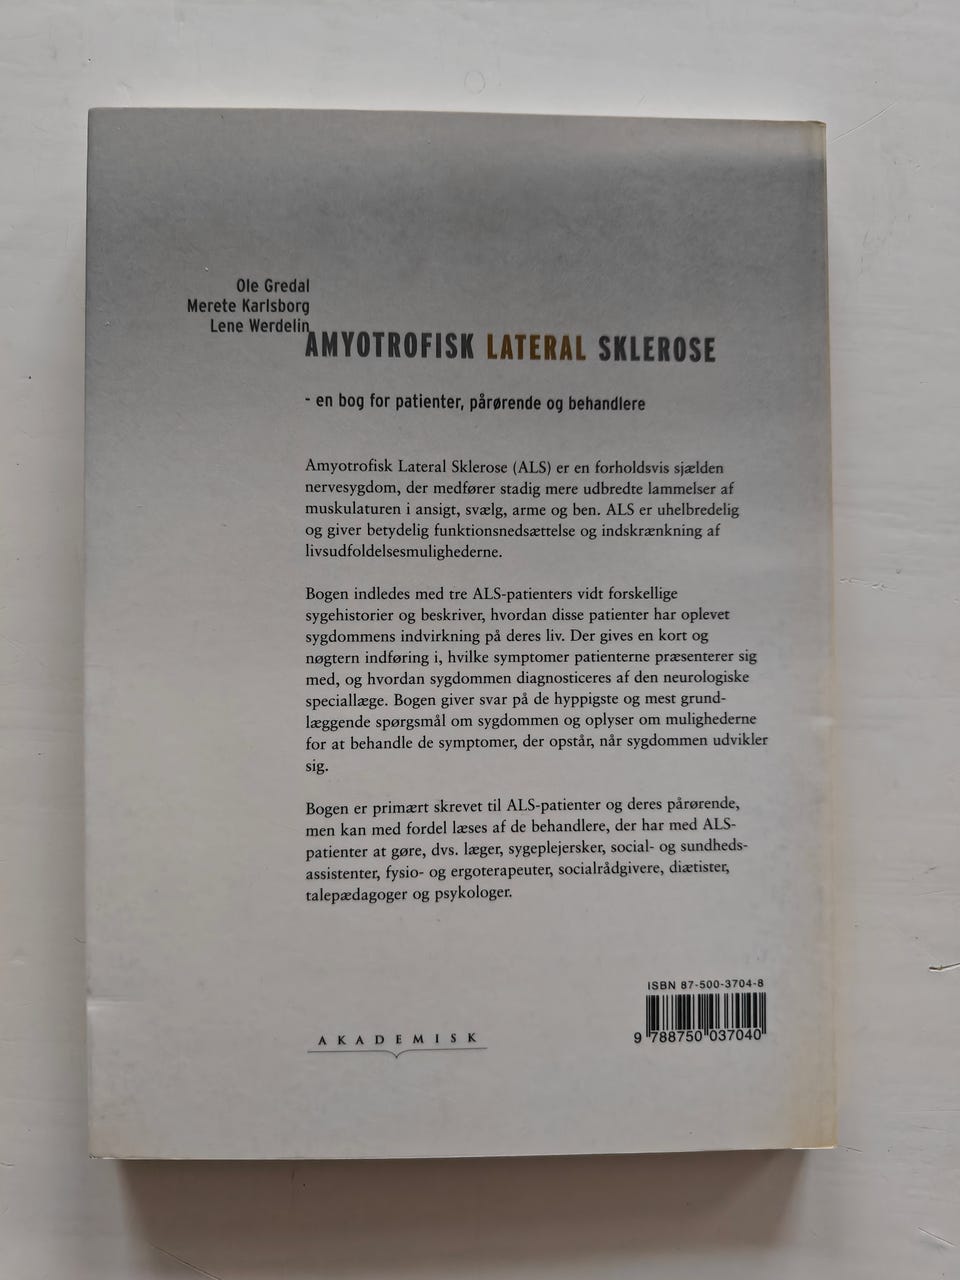 Ole Gredal
Merete Karlsborg
Lene Werdelin
AMYOTROFISK LATERAL SKLEROSE
- en bog for patienter, pårørende og behandlere
Amyotrofisk Lateral Sklerose (ALS) er en forholdsvis sjælden
nervesygdom, der medfører stadig mere udbredte lammelser af
muskulaturen i ansigt, svælg, arme og ben. ALS er uhelbredelig
og giver betydelig funktionsnedsættelse og indskrænkning af
livsudfoldelsesmulighederne.
Bogen indledes med tre ALS-patienters vidt forskellige
sygehistorier og beskriver, hvordan disse patienter har oplevet
sygdommens indvirkning på deres liv. Der gives en kort og
nøgtern indføring i, hvilke symptomer patienterne præsenterer sig
med, og hvordan sygdommen diagnosticeres af den neurologiske
speciallæge. Bogen giver svar på de hyppigste og mest grund-
læggende spørgsmål om sygdommen og oplyser om mulighederne
for at behandle de symptomer, der opstår, når sygdommen udvikler
sig.
Bogen er primært skrevet til ALS-patienter og deres pårørende,
men kan med fordel læses af de behandlere, der har med ALS-
patienter at gøre, dvs. læger, sygeplejersker, social- og sundheds-
assistenter, fysio- og ergoterapeuter, socialrådgivere, diætister,
talepædagoger og psykologer.
ISBN 87-500-3704-8
9 788750 037040
AKADEMISK